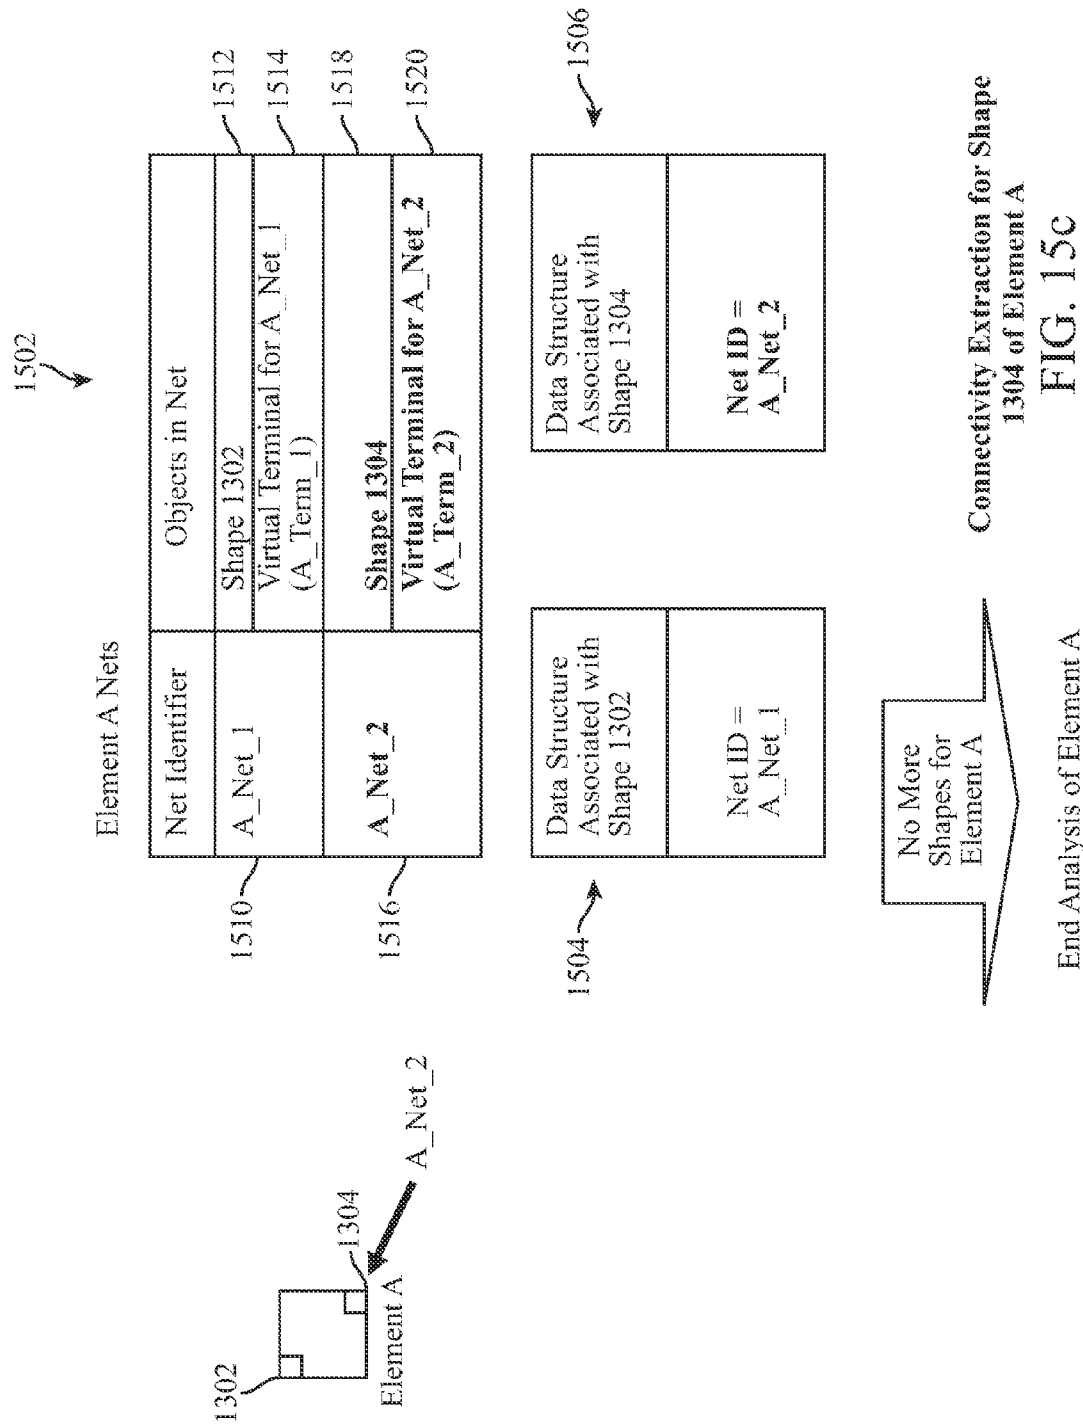 1502
Element A Nets
Net Identifier
Objects in Net
1510
A_Net_1
Shape 1302
1512
Virtual Terminal for A_Net_1
(A_Term_1)
1514
1516
A_Net_2
Shape 1304
1518
Virtual Terminal for A_Net_2
(A_Term_2)
1520
1302
1304
Element A
A_Net_2
1504
Data Structure
Associated with
Shape 1302
Net ID =
A_Net_1
1506
Data Structure
Associated with
Shape 1304
Net ID =
A_Net_2
No More
Shapes for
Element A
End Analysis of Element A
Connectivity Extraction for Shape
1304 of Element A
FIG. 15c